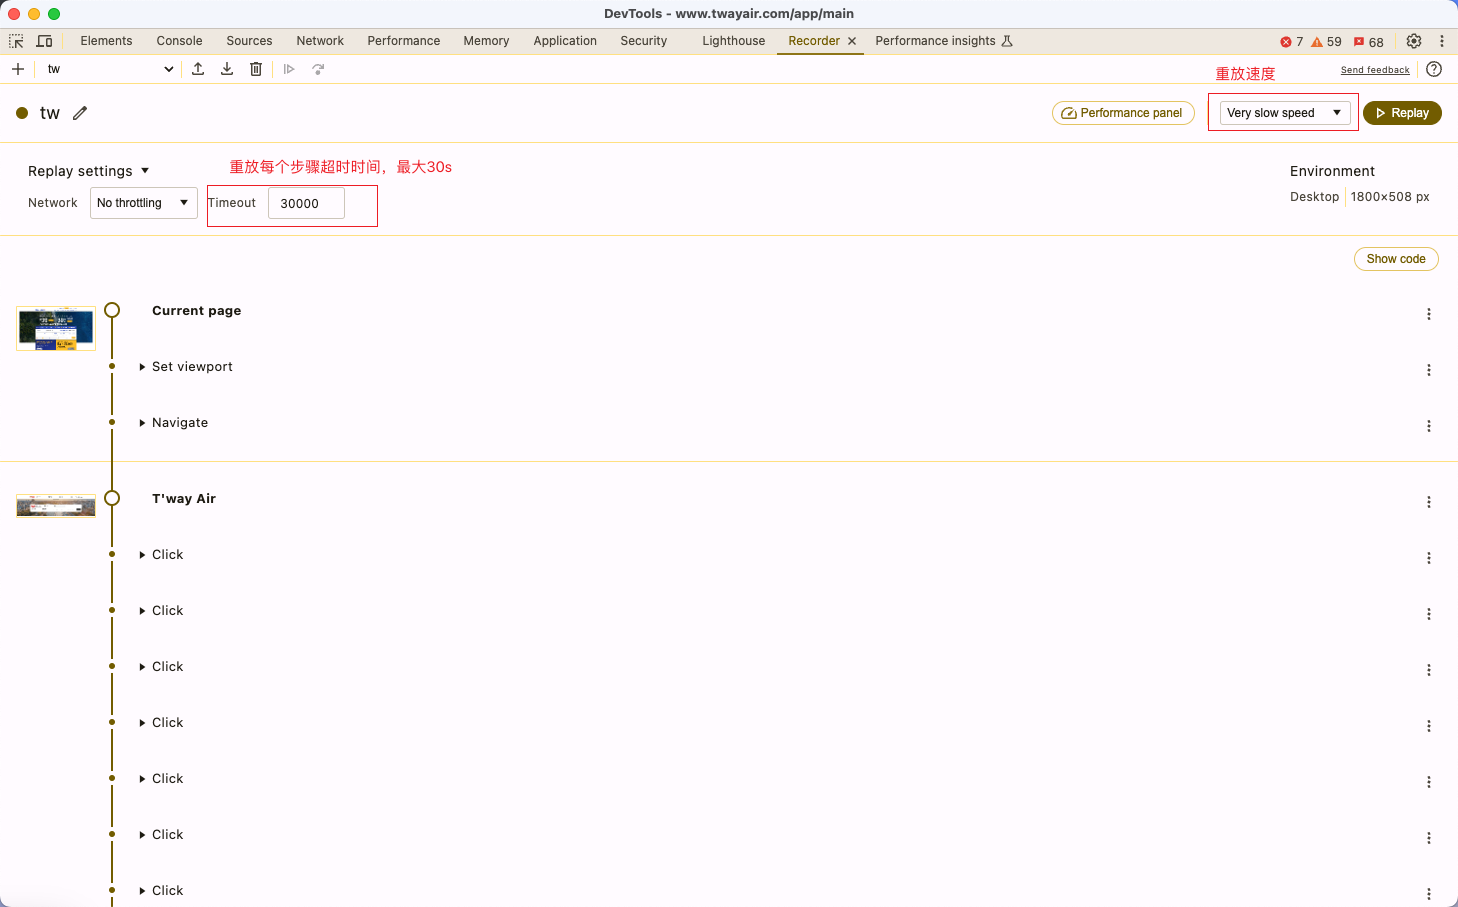 DevTools - www.twayair.com/app/main
Elements Console Sources Network Performance Memory Application Security Lighthouse Recorder Performance insights 7 59 68
tw
重放速度
Send feedback
tw
Performance panel
Very slow speed
Replay
Replay settings
重放每个步骤超时时间，最大30s
Environment
Network No throttling Timeout 30000
Desktop 1800×508 px
Show code
Current page
Set viewport
Navigate
T'way Air
Click
Click
Click
Click
Click
Click
Click